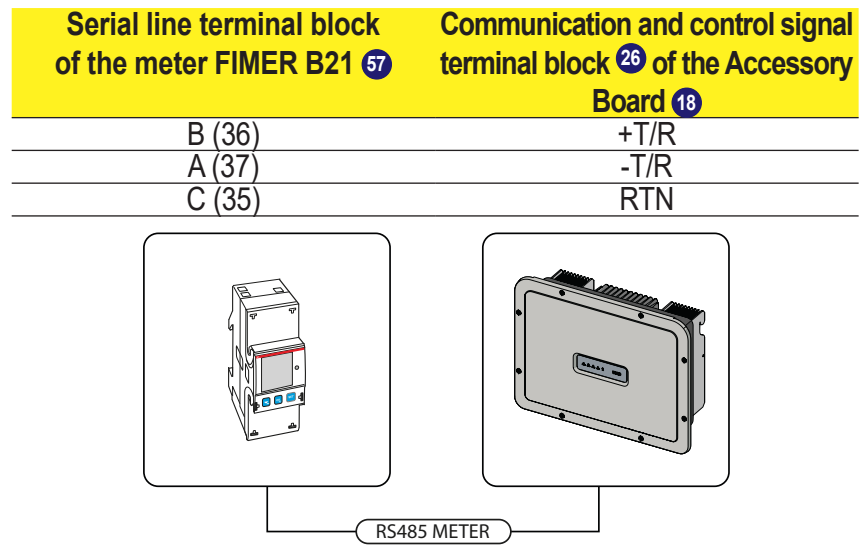 Serial line terminal block
of the meter FIMER B21 57
Communication and control signal
terminal block 26 of the Accessory
Board 18
B (36) +T/R
A (37) -T/R
C (35) RTN
RS485 METER